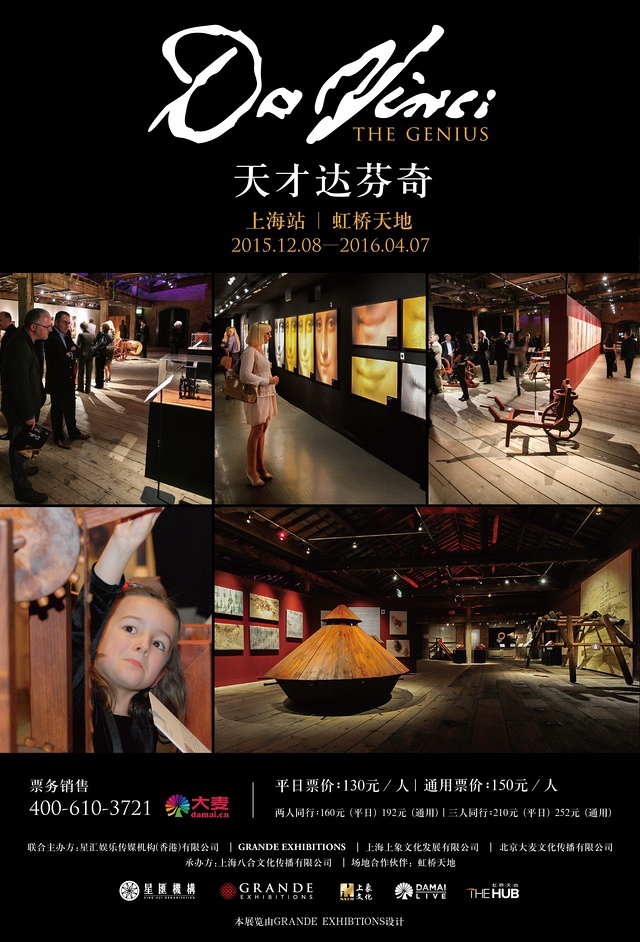 Da Vinci
THE GENIUS
天才达芬奇
上海站 | 虹桥天地
2015.12.08—2016.04.07
票务销售
400-610-3721
大麦
damai.cn
平日票价:130元 / 人 | 通用票价:150元 / 人
两人同行:160元 (平日) 192元 (通用) | 三人同行:210元 (平日) 252元 (通用)
联合主办方:星汇娱乐传媒机构(香港)有限公司 | GRANDE EXHIBITIONS | 上海上象文化发展有限公司 | 北京大麦文化传播有限公司
承办方:上海八合文化传播有限公司 | 场地合作伙伴: 虹桥天地
星匯機構
XING HUI ORGANIZATION
GRANDE
EXHIBITIONS
上象
文化
DAMAI
LIVE
虹桥天地
THE HUB
本展览由GRANDE EXHIBTIONS设计